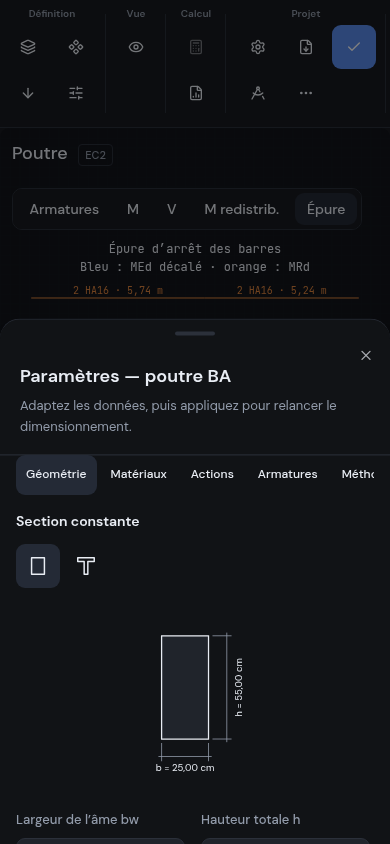 Définition
Vue
Calcul
Projet
Poutre
EC2
Armatures
M
V
M redistrib.
Épure
Épure d’arrêt des barres
Bleu : MEd décalé · orange : MRd
2 HA16 · 5,74 m
2 HA16 · 5,24 m
Paramètres — poutre BA
Adaptez les données, puis appliquez pour relancer le
dimensionnement.
Géométrie
Matériaux
Actions
Armatures
Métho
Section constante
h = 55,00 cm
b = 25,00 cm
Largeur de l’âme bw
Hauteur totale h